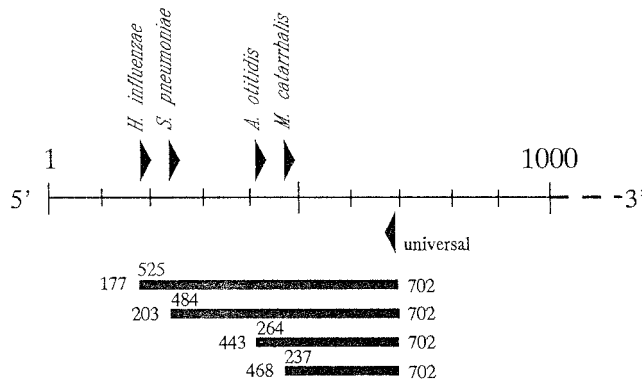 H. influenzae
S. pneumoniae
A. otitidis
M. catarrhalis
1 1000
5' 3'
universal
525
177 702
484
203 702
264
443 702
237
468 702